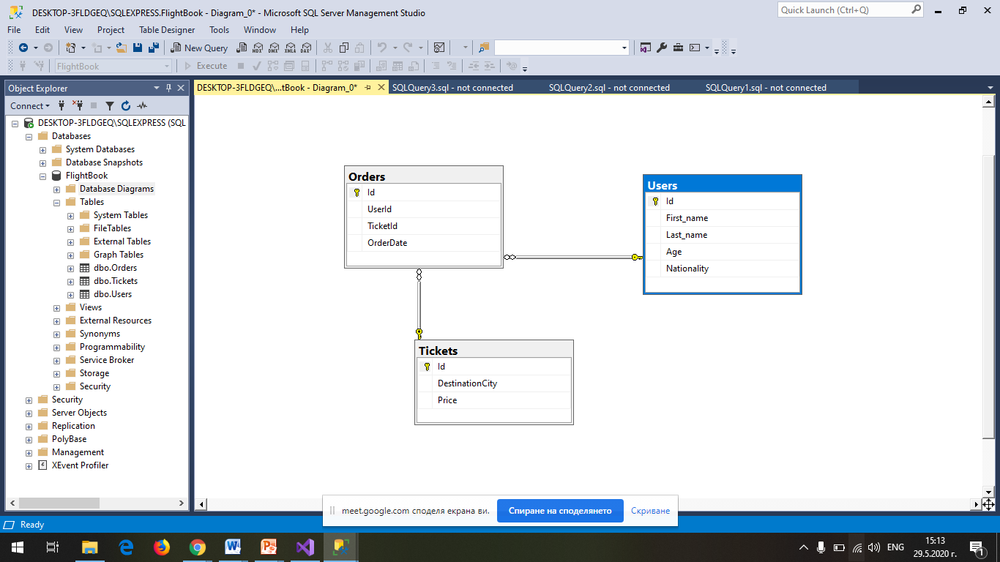 DESKTOP-3FLDGEQ\SQLEXPRESS.FlightBook - Diagram_0* - Microsoft SQL Server Management Studio
Quick Launch (Ctrl+Q)
File Edit View Project Table Designer Tools Window Help
New Query
MDX DMX XMLA DAX
FlightBook
Execute
Object Explorer
DESKTOP-3FLDGEQ\...tBook - Diagram_0*
SQLQuery3.sql - not connected
SQLQuery2.sql - not connected
SQLQuery1.sql - not connected
Connect
DESKTOP-3FLDGEQ\SQLEXPRESS (SQL
Databases
System Databases
Database Snapshots
FlightBook
Database Diagrams
Tables
System Tables
FileTables
External Tables
Graph Tables
dbo.Orders
dbo.Tickets
dbo.Users
Views
External Resources
Synonyms
Programmability
Service Broker
Storage
Security
Security
Server Objects
Replication
PolyBase
Management
XEvent Profiler
Orders
Id
UserId
TicketId
OrderDate
Users
Id
First_name
Last_name
Age
Nationality
Tickets
Id
DestinationCity
Price
meet.google.com споделя екрана ви.
Спиране на споделянето
Скриване
Ready
ENG
15:13
29.5.2020 г.
1